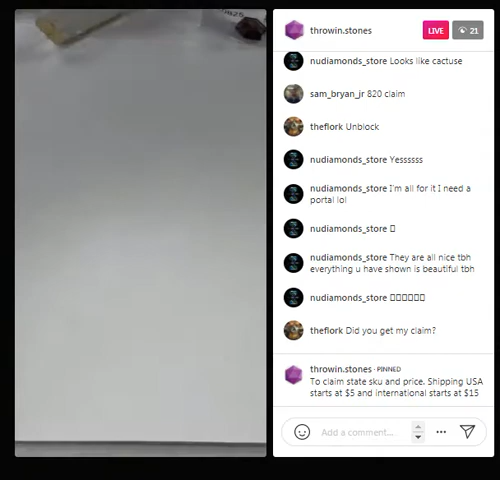 throwin.stones LIVE 21
nudiamonds_store Looks like cactuse
sam_bryan_jr 820 claim
theflork Unblock
nudiamonds_store Yessssss
nudiamonds_store I'm all for it I need a
portal lol
nudiamonds_store
nudiamonds_store They are all nice tbh
everything u have shown is beautiful tbh
nudiamonds_store
theflork Did you get my claim?
throwin.stones · PINNED
To claim state sku and price. Shipping USA
starts at $5 and international starts at $15
Add a comment...